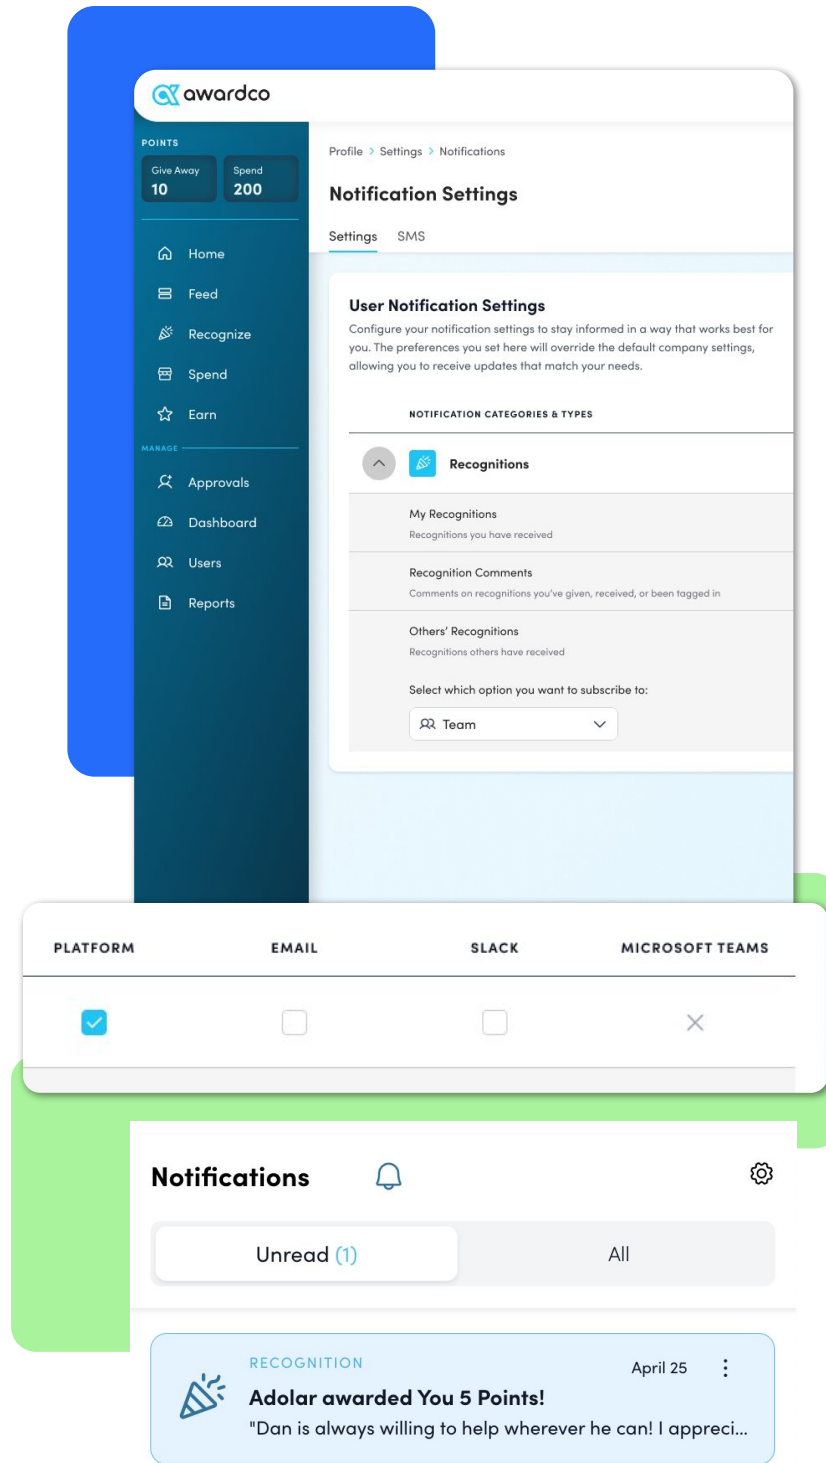 awardco
POINTS
Give Away
10
Spend
200
Home
Feed
Recognize
Spend
Earn
MANAGE
Approvals
Dashboard
Users
Reports
Profile > Settings > Notifications
Notification Settings
Settings SMS
User Notification Settings
Configure your notification settings to stay informed in a way that works best for
you. The preferences you set here will override the default company settings,
allowing you to receive updates that match your needs.
NOTIFICATION CATEGORIES & TYPES
Recognitions
My Recognitions
Recognitions you have received
Recognition Comments
Comments on recognitions you've given, received, or been tagged in
Others' Recognitions
Recognitions others have received
Select which option you want to subscribe to:
Team
PLATFORM EMAIL SLACK MICROSOFT TEAMS
Notifications
Unread (1) All
RECOGNITION April 25
Adolar awarded You 5 Points!
"Dan is always willing to help wherever he can! I appreci...